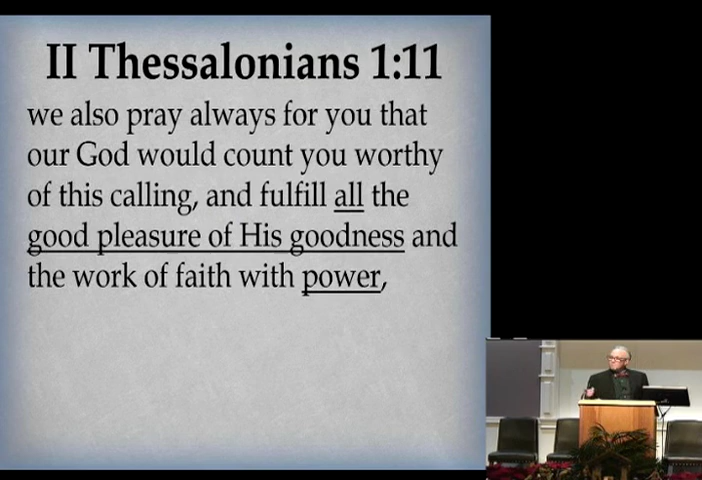 II Thessalonians 1:11
we also pray always for you that
our God would count you worthy
of this calling, and fulfill all the
good pleasure of His goodness and
the work of faith with power,